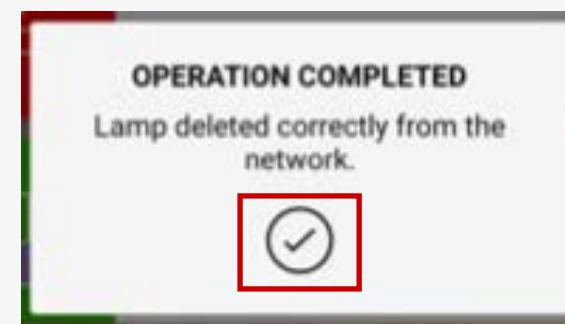 OPERATION COMPLETED
Lamp deleted correctly from the
network.